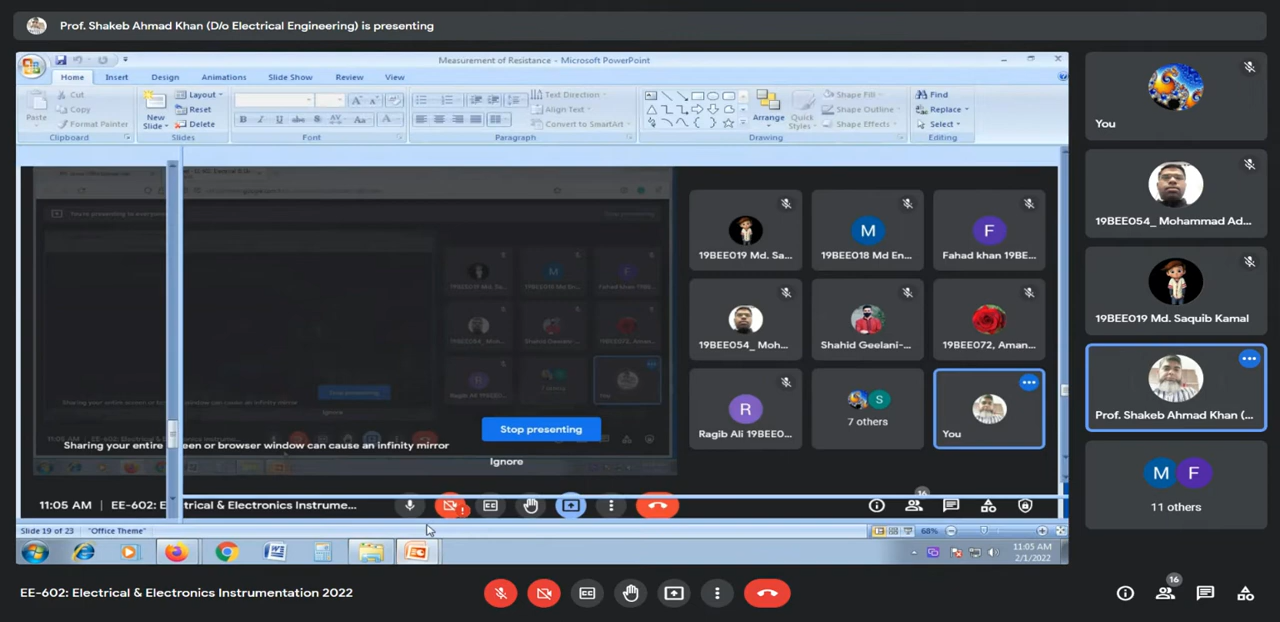 Prof. Shakeb Ahmad Khan (D/o Electrical Engineering) is presenting
Measurement of Resistance - Microsoft PowerPoint
Home Insert Design Slide Show Animations Review View
Cut
Copy
Format Painter
Paste
Clipboard
New Slide
Layout
Reset
Delete
Slides
Font
Text Direction
Align Text
Convert to SmartArt
Paragraph
Arrange
Quick Styles
Shape Fill
Shape Outline
Shape Effects
Drawing
Find
Replace
Select
Editing
19BEE019 Md. Sa...
19BEE018 Md En...
Fahad khan 19BE...
19BEE054_ Moh...
Shahid Geelani-...
19BEE072, Aman...
R
Ragib Ali 19BEE0...
S
7 others
You
M
F
Stop presenting
Sharing your entire screen or browser window can cause an infinity mirror
Ignore
11:05 AM | EE-602: Electrical & Electronics Instrume...
16
Slide 19 of 23 "Office Theme"
68%
11:05 AM
2/1/2022
You
19BEE054_ Mohammad Ad...
19BEE019 Md. Saquib Kamal
Prof. Shakeb Ahmad Khan (...
M F
11 others
EE-602: Electrical & Electronics Instrumentation 2022
16